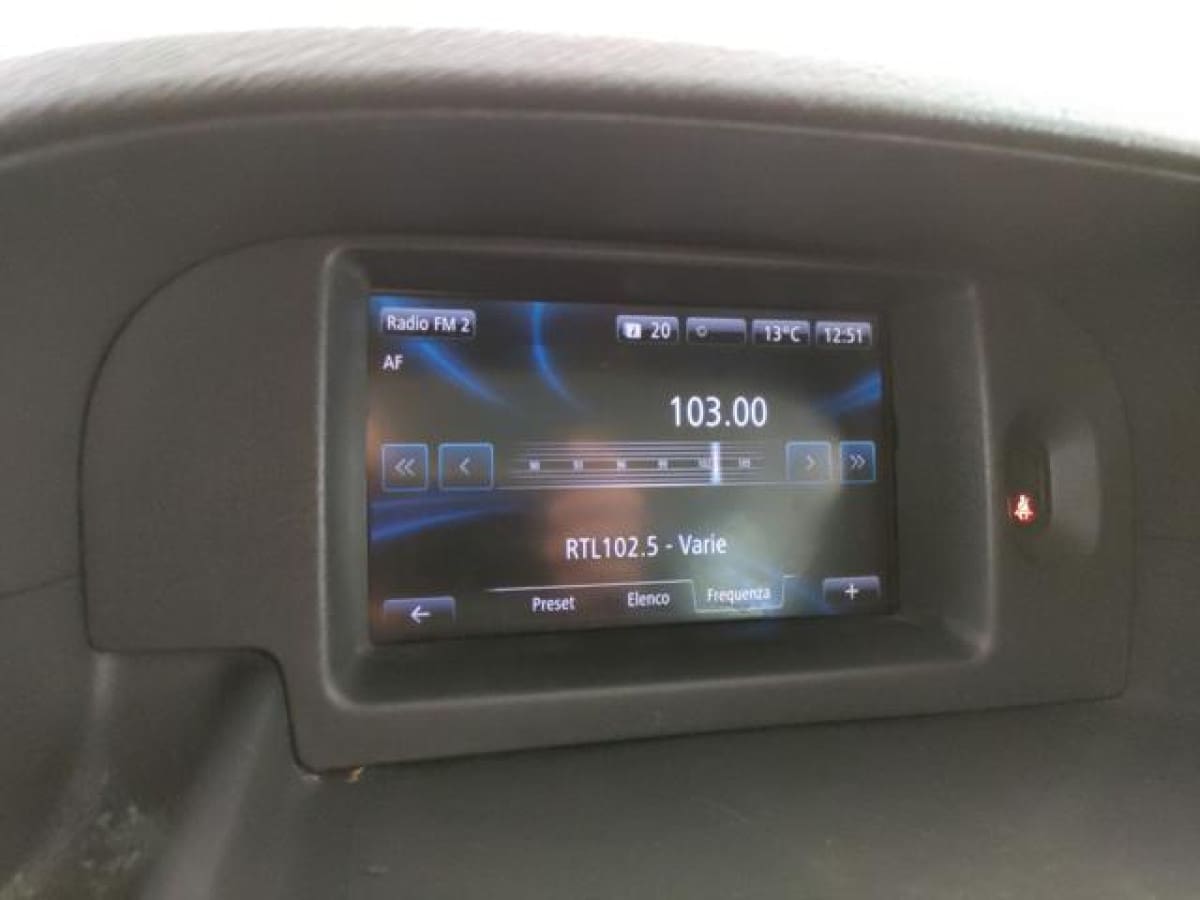 Radio FM 2
i 20
13°C
12:51
AF
103.00
RTL102.5 - Varie
Preset
Elenco
Frequenza